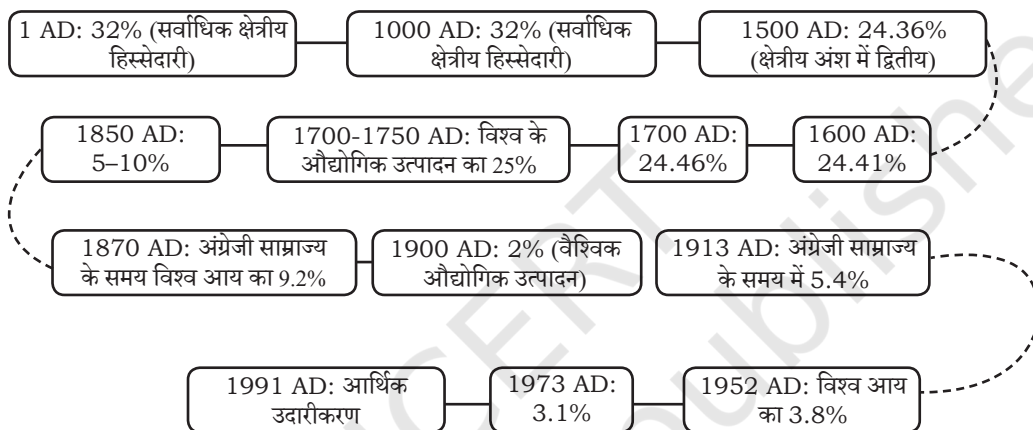 1 AD: 32% (सर्वाधिक क्षेत्रीय
हिस्सेदारी)
1000 AD: 32% (सर्वाधिक
क्षेत्रीय हिस्सेदारी)
1500 AD: 24.36%
(क्षेत्रीय अंश में द्वितीय)
1600 AD:
24.41%
1700 AD:
24.46%
1700-1750 AD: विश्व के
औद्योगिक उत्पादन का 25%
1850 AD:
5–10%
1870 AD: अंग्रेजी साम्राज्य
के समय विश्व आय का 9.2%
1900 AD: 2% (वैश्विक
औद्योगिक उत्पादन)
1913 AD: अंग्रेजी साम्राज्य
के समय में 5.4%
1952 AD: विश्व आय
का 3.8%
1973 AD:
3.1%
1991 AD: आर्थिक
उदारीकरण